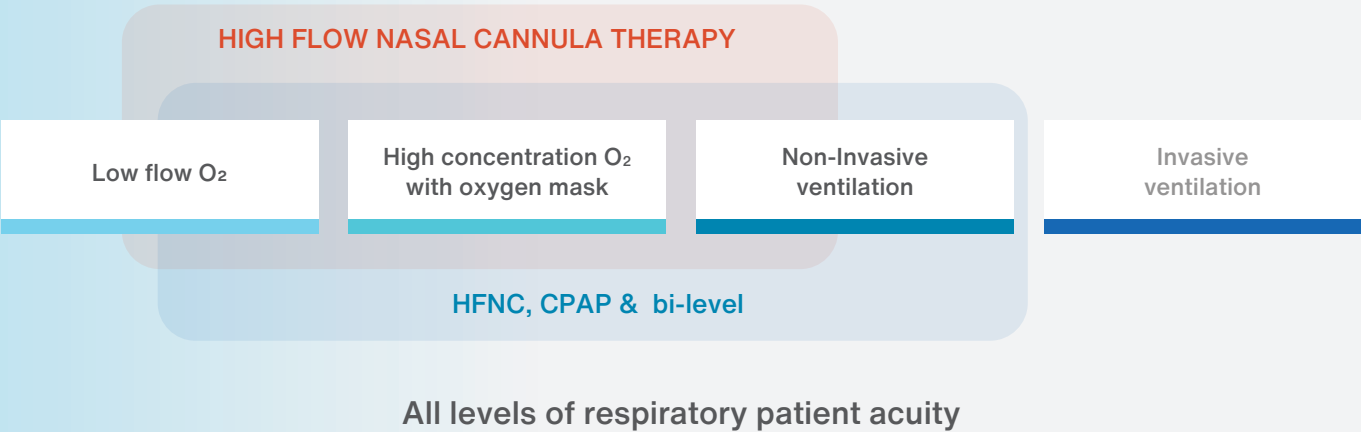 HIGH FLOW NASAL CANNULA THERAPY
Low flow O₂
High concentration O₂
with oxygen mask
Non-Invasive
ventilation
Invasive
ventilation
HFNC, CPAP & bi-level
All levels of respiratory patient acuity